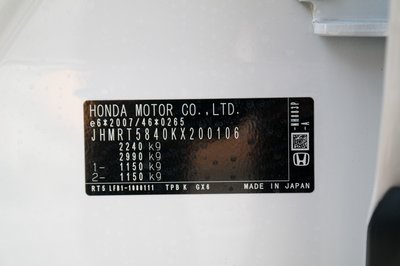 HONDA MOTOR CO.,LTD.
e6*2007/46*0265
JHMRT5840KX200106
2240 kg
2990 kg
1- 1150 kg
2- 1150 kg
RT6 LFB1-1000111 TPB K GX6 MADE IN JAPAN